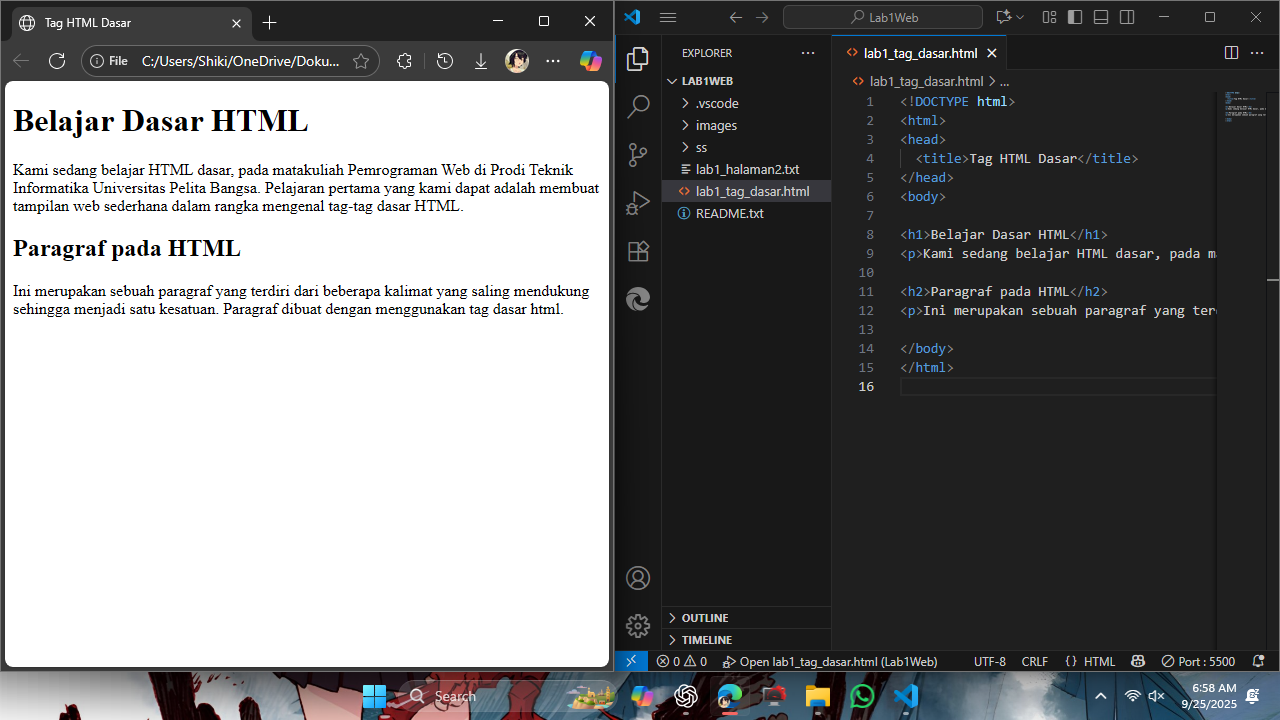 Tag HTML Dasar
File C:/Users/Shiki/OneDrive/Doku...
Belajar Dasar HTML
Kami sedang belajar HTML dasar, pada matakuliah Pemrograman Web di Prodi Teknik
Informatika Universitas Pelita Bangsa. Pelajaran pertama yang kami dapat adalah membuat
tampilan web sederhana dalam rangka mengenal tag-tag dasar HTML.
Paragraf pada HTML
Ini merupakan sebuah paragraf yang terdiri dari beberapa kalimat yang saling mendukung
sehingga menjadi satu kesatuan. Paragraf dibuat dengan menggunakan tag dasar html.
Lab1Web
EXPLORER
LAB1WEB
.vscode
images
ss
lab1_halaman2.txt
lab1_tag_dasar.html
README.txt
OUTLINE
TIMELINE
lab1_tag_dasar.html
lab1_tag_dasar.html > ...
1 <!DOCTYPE html>
2 <html>
3 <head>
4 <title>Tag HTML Dasar</title>
5 </head>
6 <body>
7
8 <h1>Belajar Dasar HTML</h1>
9 <p>Kami sedang belajar HTML dasar, pada ma
10
11 <h2>Paragraf pada HTML</h2>
12 <p>Ini merupakan sebuah paragraf yang terd
13
14 </body>
15 </html>
16
0 0 Open lab1_tag_dasar.html (Lab1Web) UTF-8 CRLF {} HTML Port : 5500
Search
6:58 AM
9/25/2025